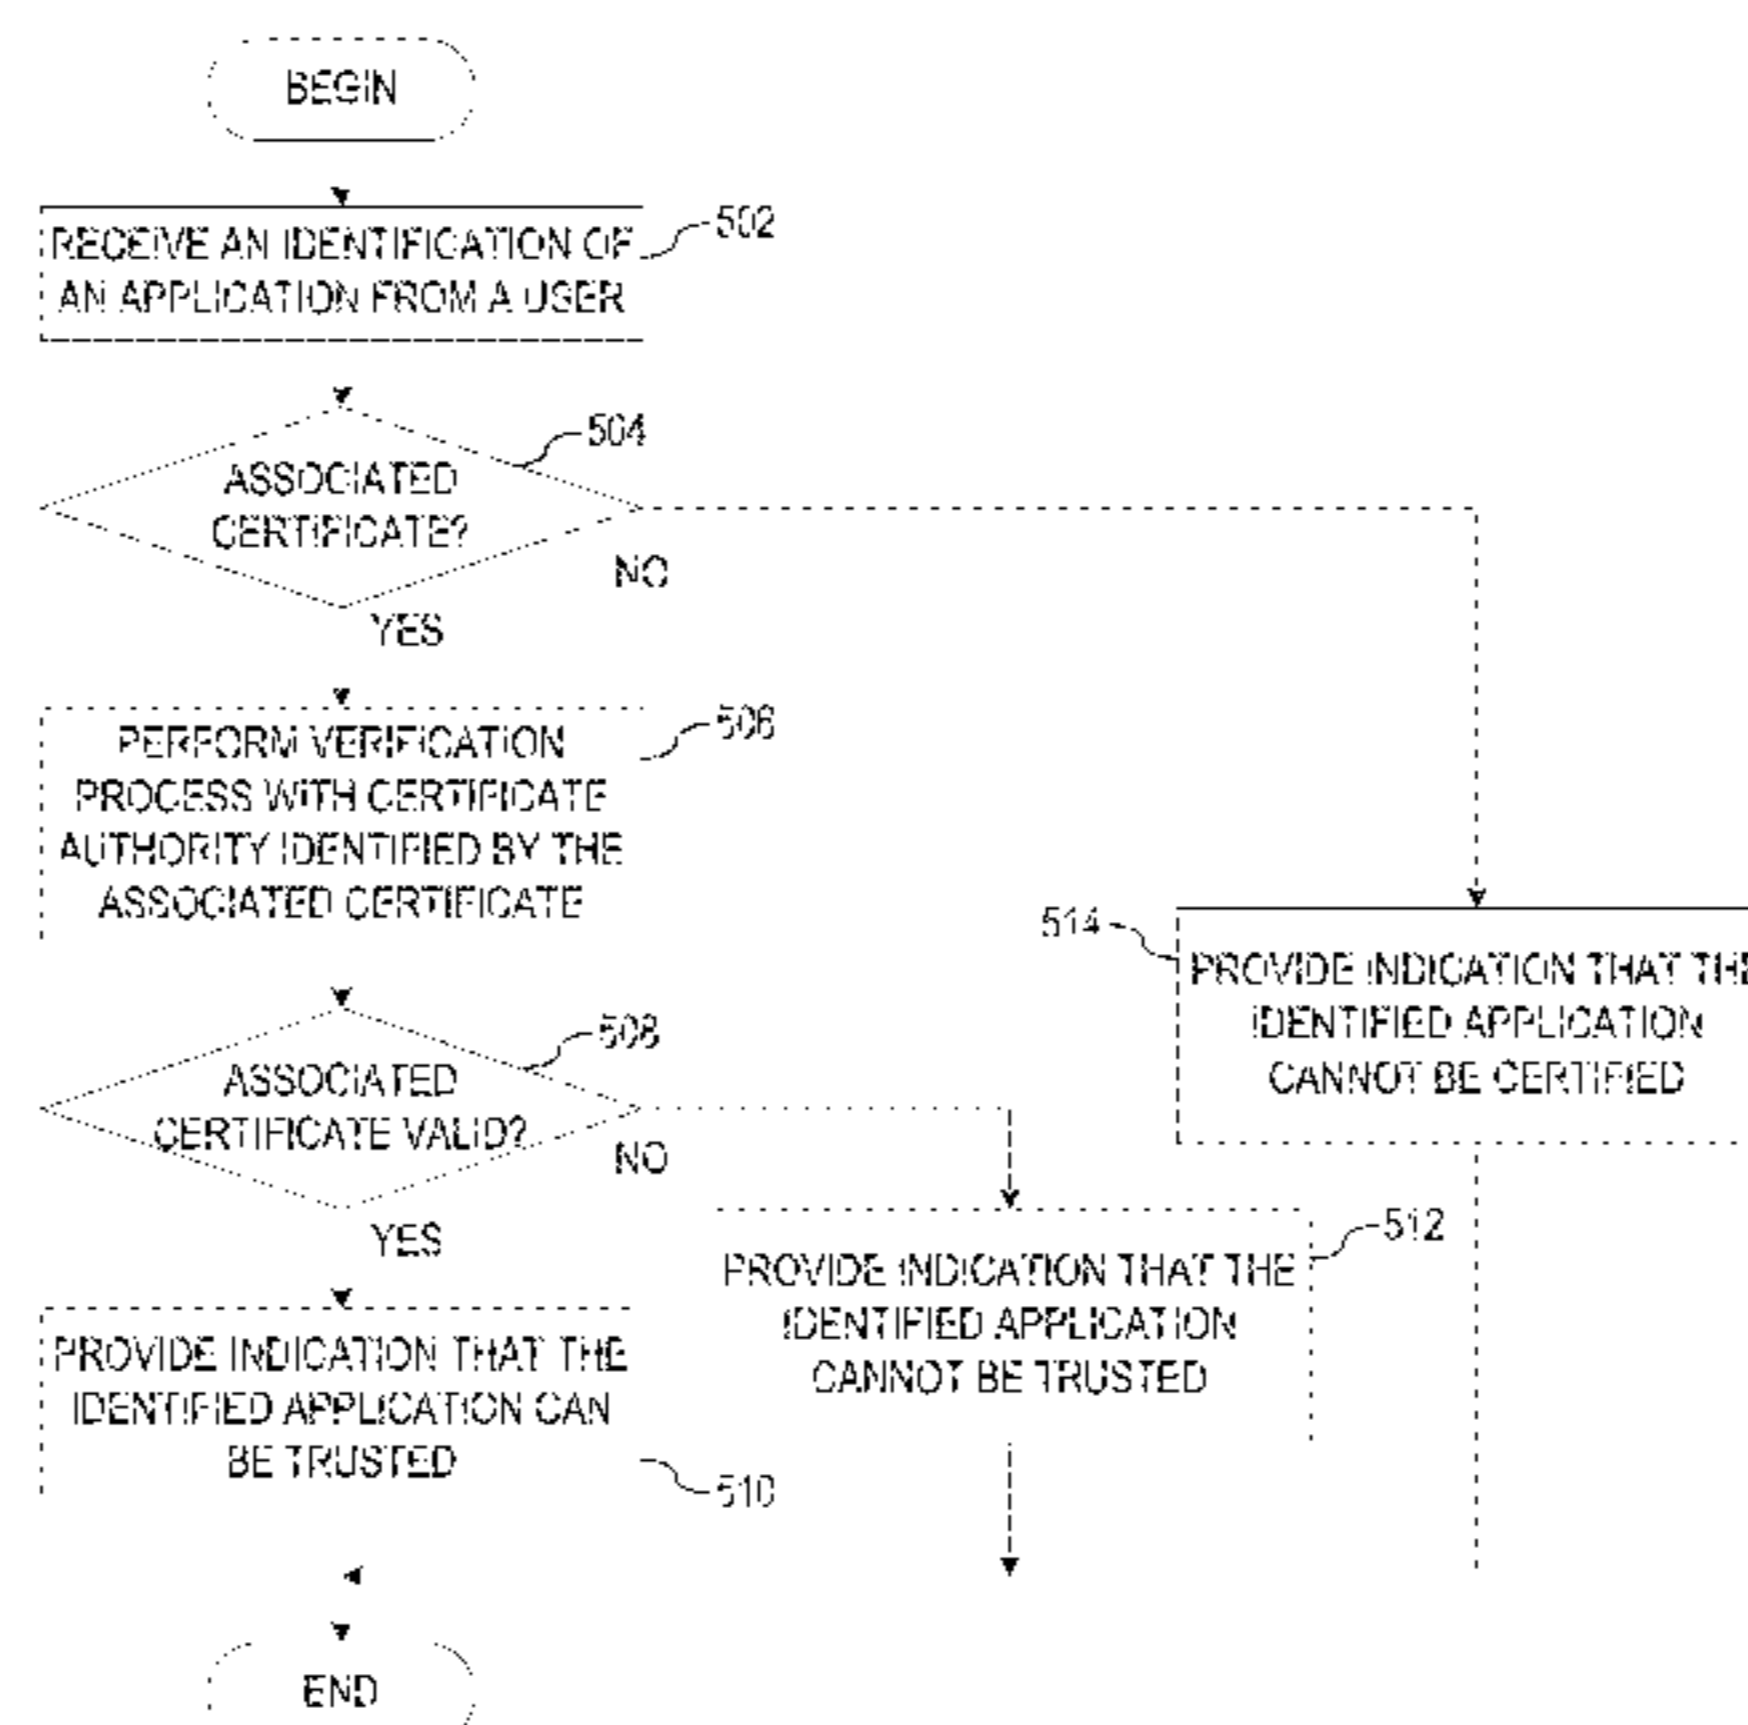 BEGIN
502
RECEIVE AN IDENTIFICATION OF
AN APPLICATION FROM A USER
504
ASSOCIATED
CERTIFICATE?
NO
YES
506
PERFORM VERIFICATION
PROCESS WITH CERTIFICATE
AUTHORITY IDENTIFIED BY THE
ASSOCIATED CERTIFICATE
514
PROVIDE INDICATION THAT THE
IDENTIFIED APPLICATION
CANNOT BE CERTIFIED
508
ASSOCIATED
CERTIFICATE VALID?
NO
YES
512
PROVIDE INDICATION THAT THE
IDENTIFIED APPLICATION
CANNOT BE TRUSTED
PROVIDE INDICATION THAT THE
IDENTIFIED APPLICATION CAN
BE TRUSTED
510
END